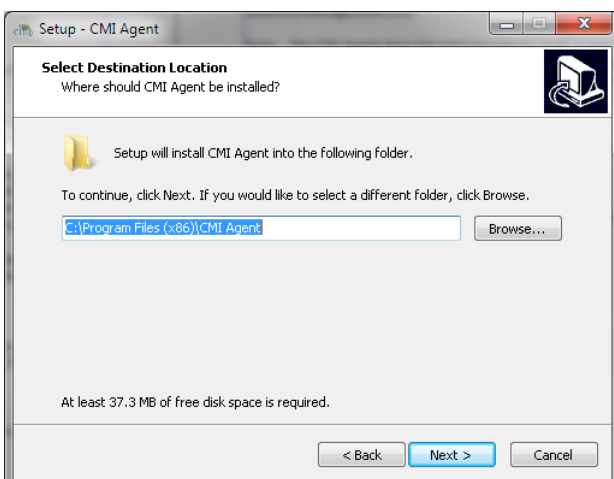 Setup - CMI Agent
Select Destination Location
Where should CMI Agent be installed?
Setup will install CMI Agent into the following folder.
To continue, click Next. If you would like to select a different folder, click Browse.
C:\Program Files (x86)\CMI Agent
Browse...
At least 37.3 MB of free disk space is required.
< Back
Next >
Cancel